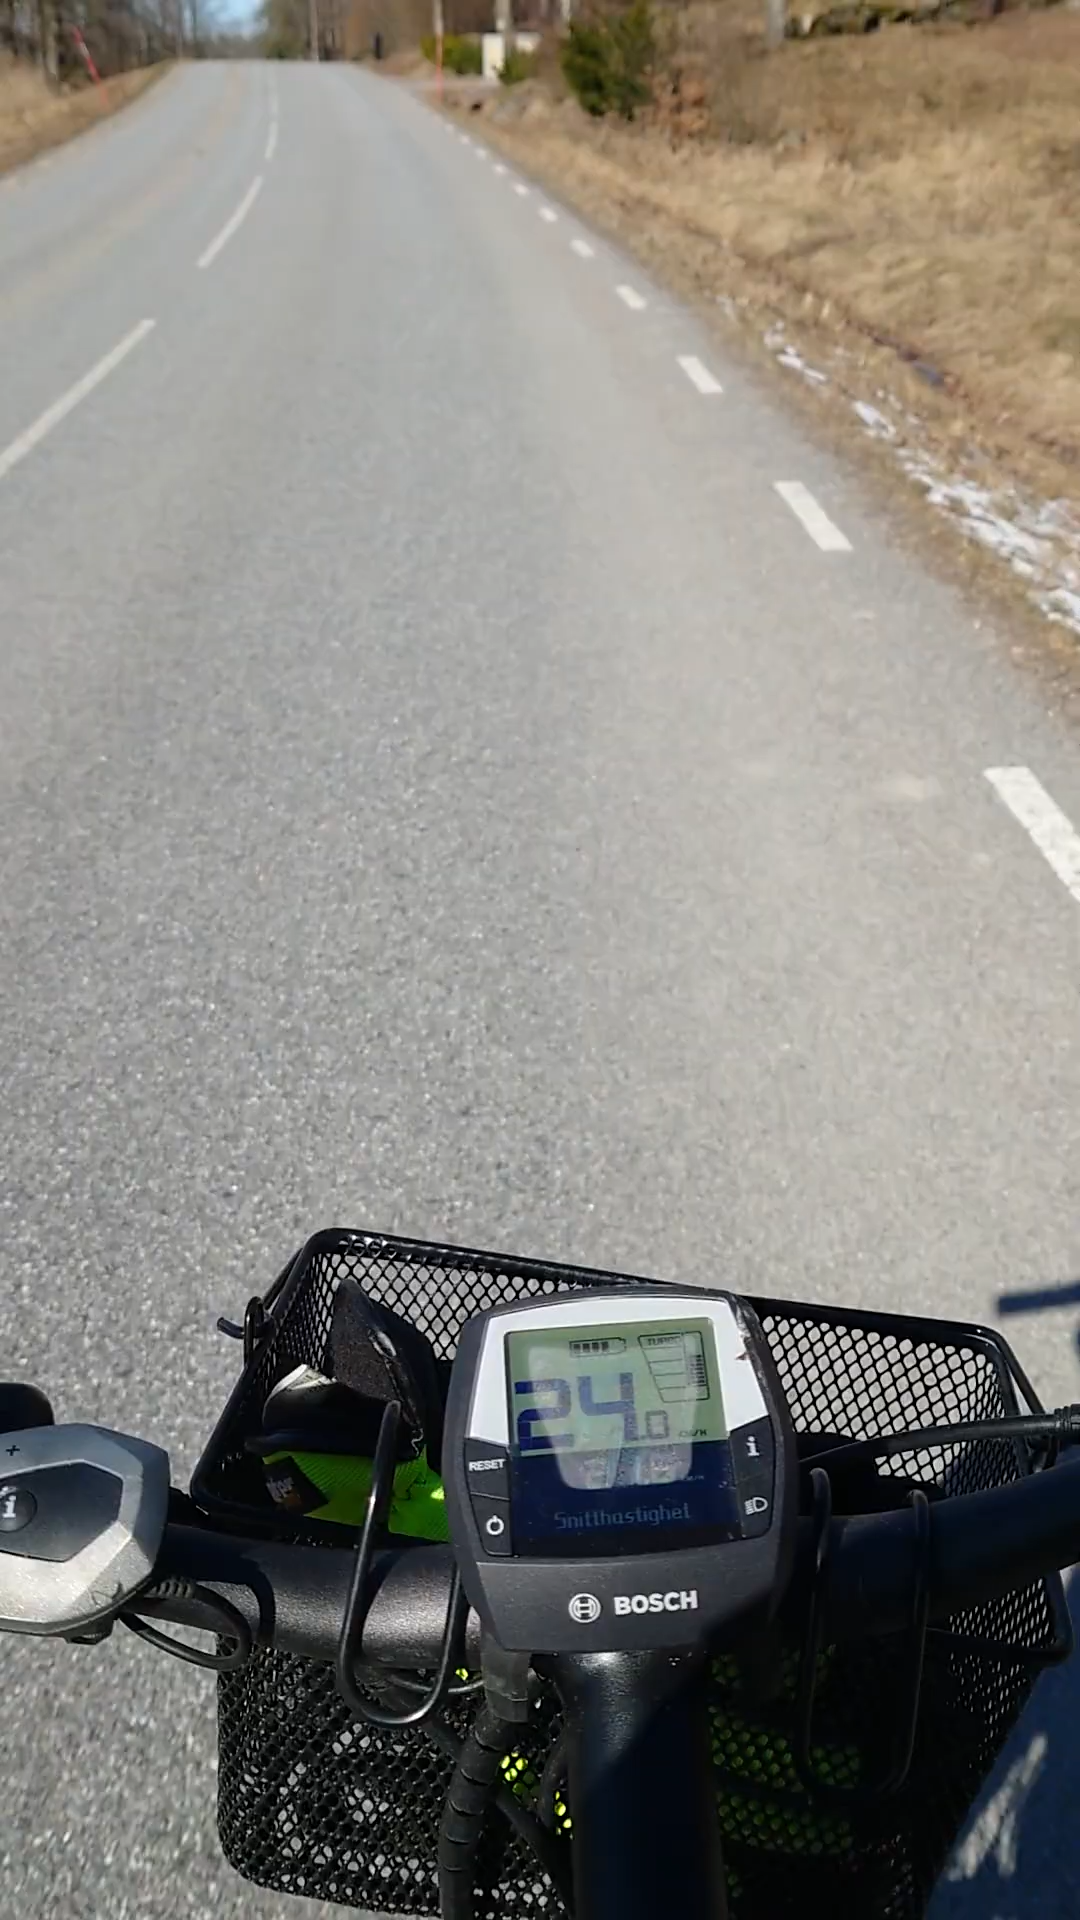 TURBO
24.0
KM/H
RESET
i
i
+
Snitthastighet
BOSCH